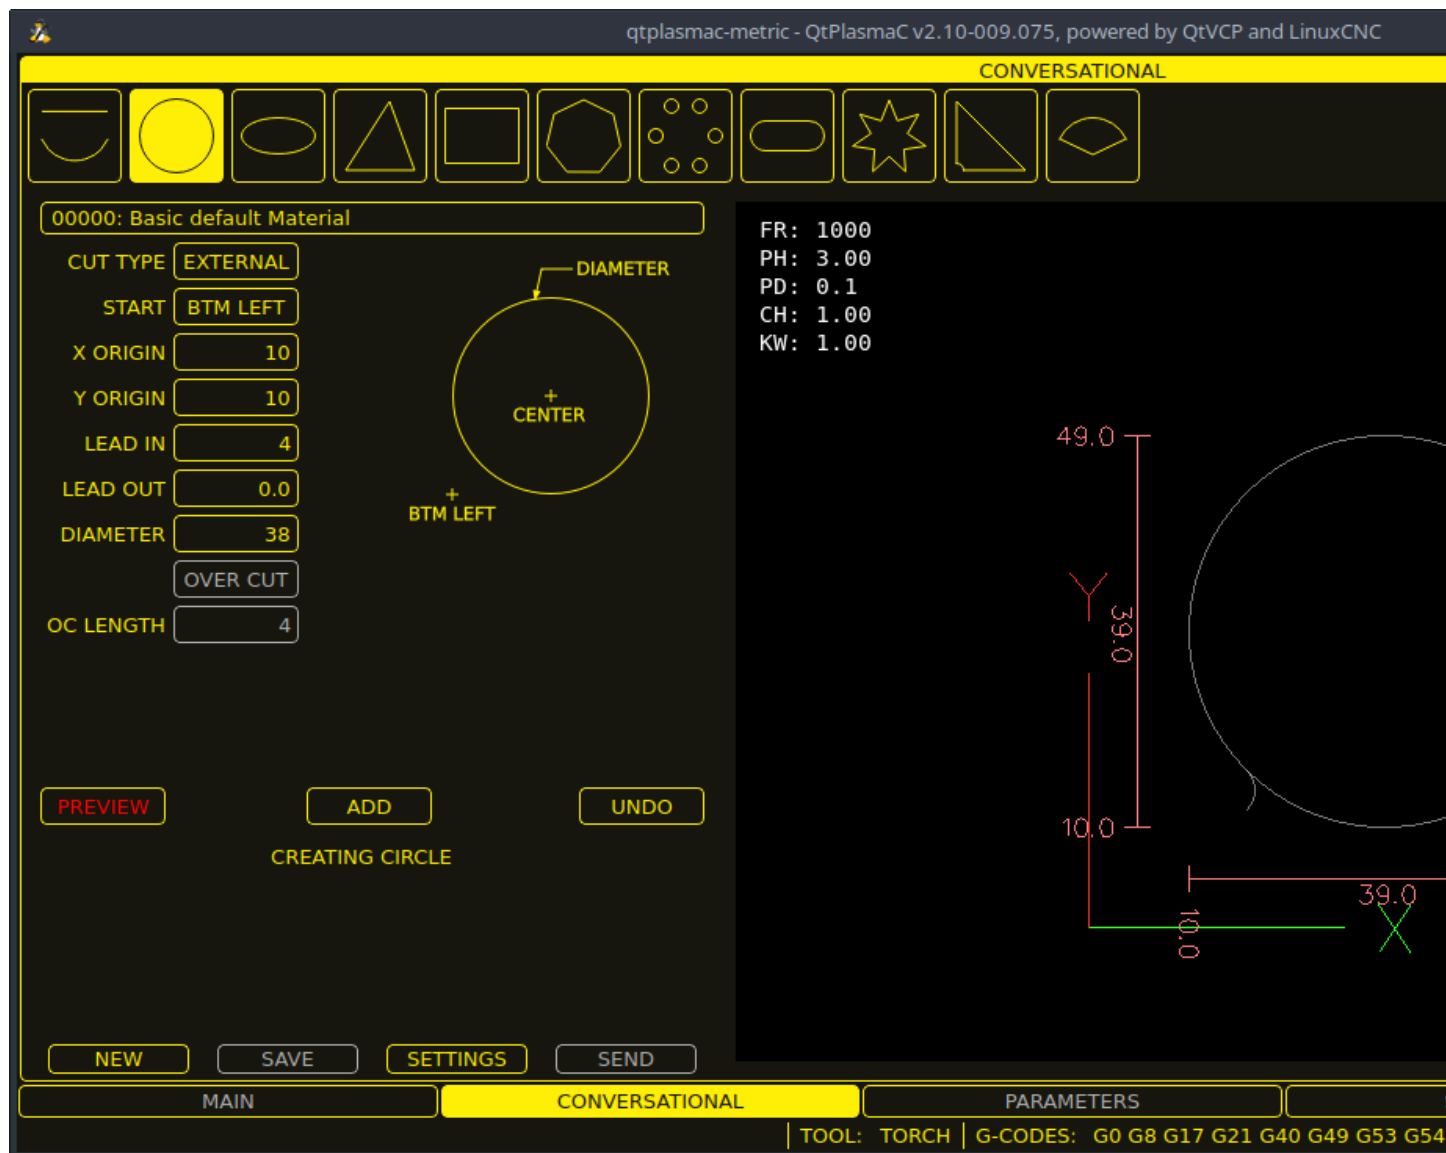 qtplasmac-metric - QtPlasmaC v2.10-009.075, powered by QtVCP and LinuxCNC
CONVERSATIONAL
00000: Basic default Material
CUT TYPE EXTERNAL
START BTM LEFT
X ORIGIN 10
Y ORIGIN 10
LEAD IN 4
LEAD OUT 0.0
DIAMETER 38
OVER CUT
OC LENGTH 4
DIAMETER
CENTER
BTM LEFT
PREVIEW ADD UNDO
CREATING CIRCLE
NEW SAVE SETTINGS SEND
FR: 1000
PH: 3.00
PD: 0.1
CH: 1.00
KW: 1.00
49.0
Y
39.0
10.0
39.0
10.0
X
MAIN CONVERSATIONAL PARAMETERS
TOOL: TORCH G-CODES: G0 G8 G17 G21 G40 G49 G53 G54